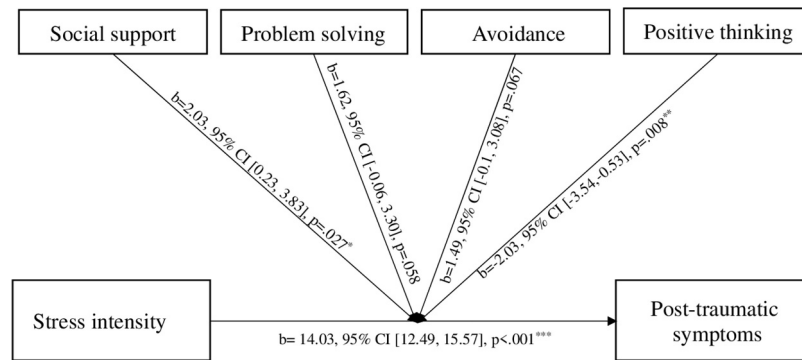 Social support
Problem solving
Avoidance
Positive thinking
b=2.03, 95% CI [0.23, 3.83], p=.027*
b=1.62, 95% CI [-0.06, 3.30], p=.058
b=1.49, 95% CI [-0.1, 3.08], p=.067
b=-2.03, 95% CI [-3.54,-0.53], p=.008**
Stress intensity
Post-traumatic
symptoms
b= 14.03, 95% CI [12.49, 15.57], p<.001***